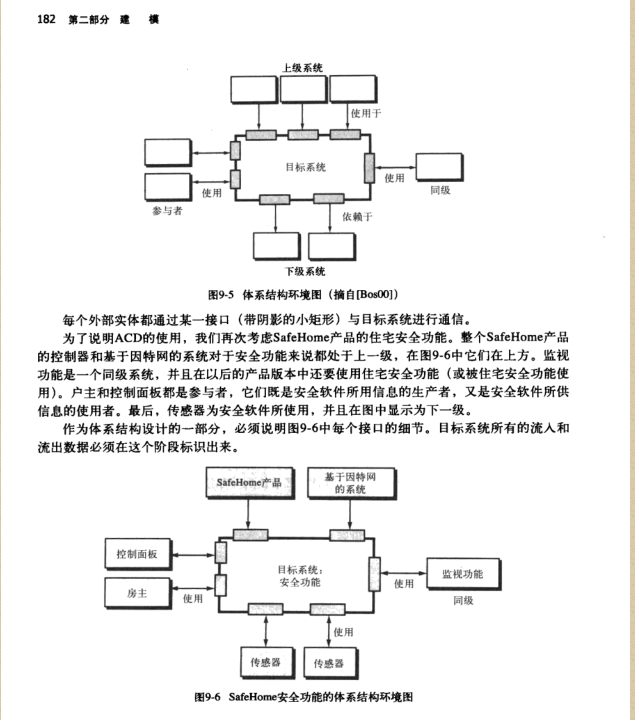 182 第二部分 建 模
上级系统
使用于
目标系统
使用
同级
使用
参与者
依赖于
下级系统
图9-5 体系结构环境图（摘自[Bos00]）
每个外部实体都通过某一接口（带阴影的小矩形）与目标系统进行通信。
为了说明ACD的使用，我们再次考虑SafeHome产品的住宅安全功能。整个SafeHome产品
的控制器和基于因特网的系统对于安全功能来说都处于上一级，在图9-6中它们在上方。监视
功能是一个同级系统，并且在以后的产品版本中还要使用住宅安全功能（或被住宅安全功能使
用）。户主和控制面板都是参与者，它们既是安全软件所用信息的生产者，又是安全软件所供
信息的使用者。最后，传感器为安全软件所使用，并且在图中显示为下一级。
作为体系结构设计的一部分，必须说明图9-6中每个接口的细节。目标系统所有的流入和
流出数据必须在这个阶段标识出来。
SafeHome产品
基于因特网
的系统
控制面板
目标系统：
安全功能
监视功能
使用
房主
使用
同级
使用
传感器
传感器
图9-6 SafeHome安全功能的体系结构环境图